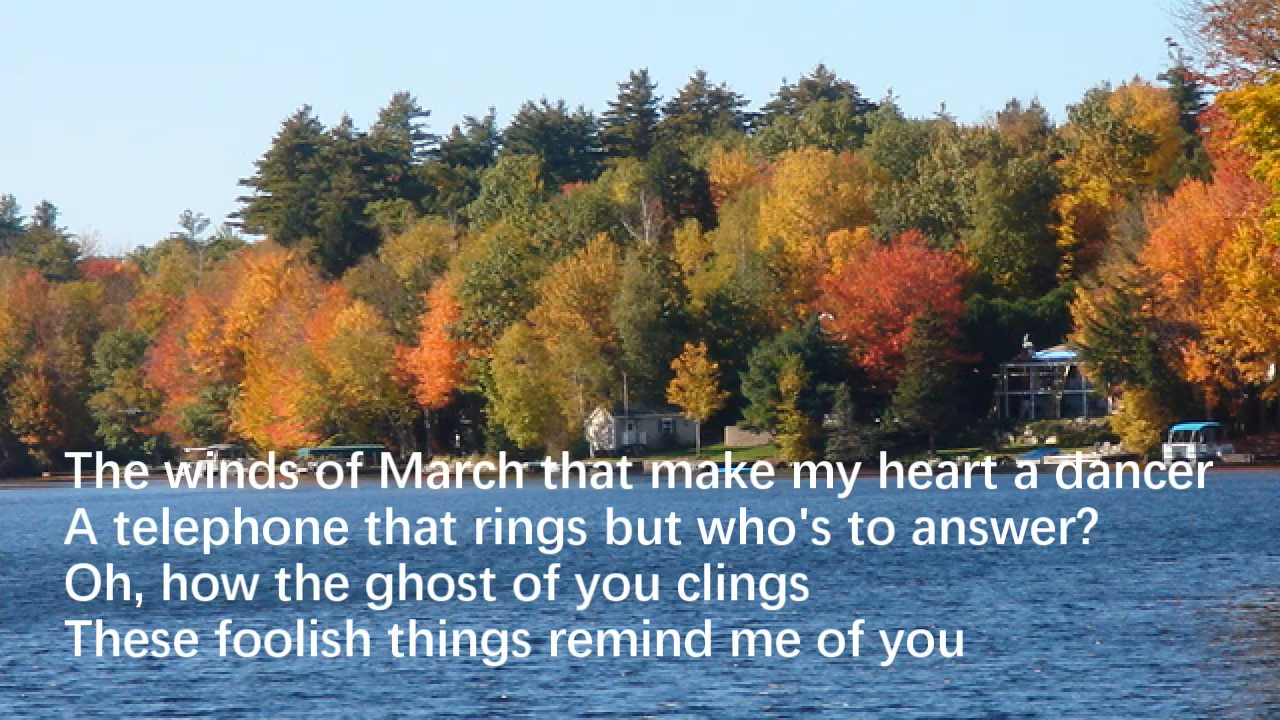 The winds of March that make my heart a dancer
A telephone that rings but who's to answer?
Oh, how the ghost of you clings
These foolish things remind me of you